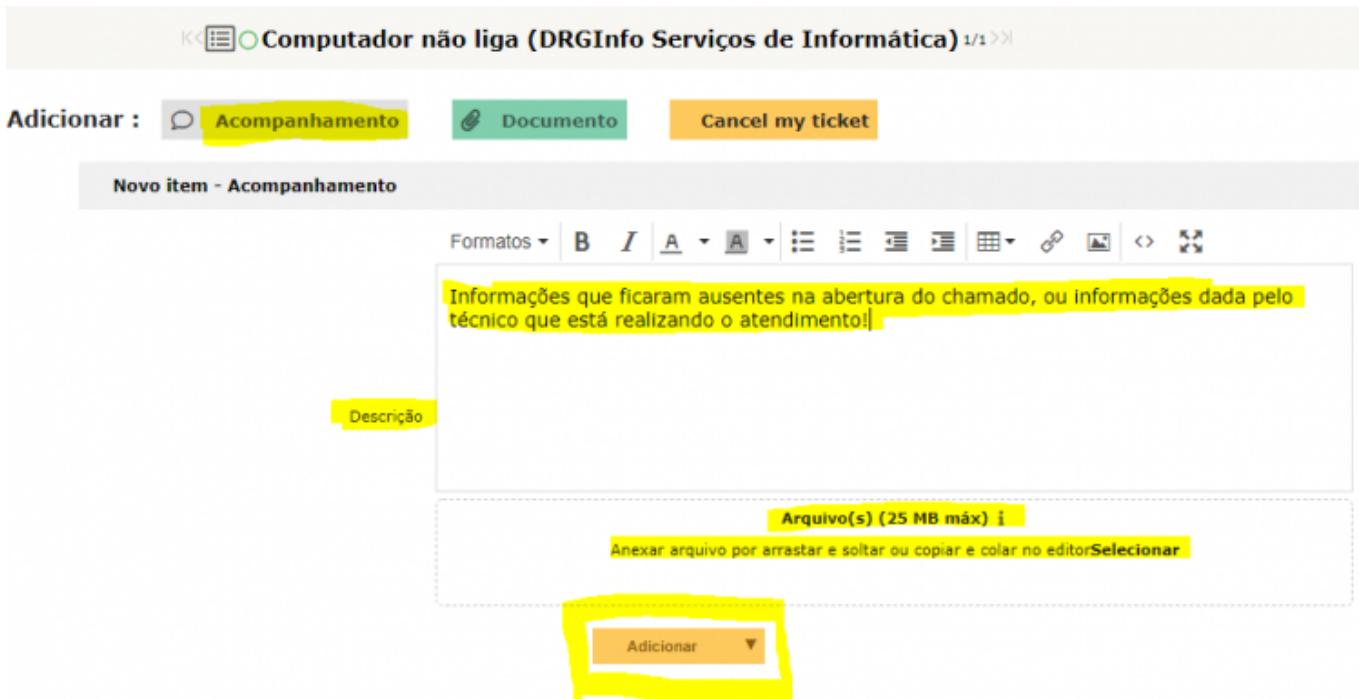 Computador não liga (DRGInfo Serviços de Informática) 1/1
Adicionar : Acompanhamento Documento Cancel my ticket
Novo item - Acompanhamento
Formatos B I A A
Informações que ficaram ausentes na abertura do chamado, ou informações dada pelo
técnico que está realizando o atendimento!
Descrição
Arquivo(s) (25 MB máx) i
Anexar arquivo por arrastar e soltar ou copiar e colar no editorSelecionar
Adicionar